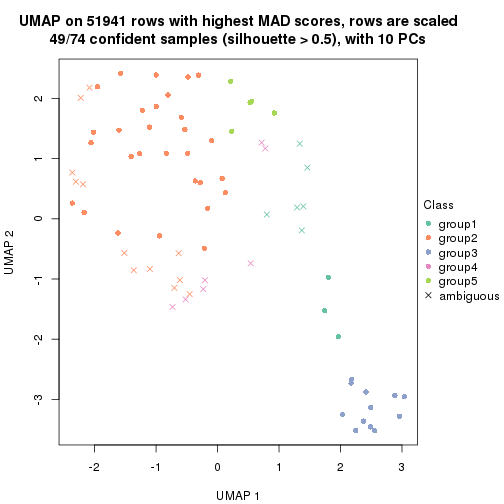 UMAP on 51941 rows with highest MAD scores, rows are scaled
49/74 confident samples (silhouette > 0.5), with 10 PCs
2
1
0
-1
-2
-3
UMAP 2
-2
-1
0
1
2
3
UMAP 1
Class
group1
group2
group3
group4
group5
ambiguous